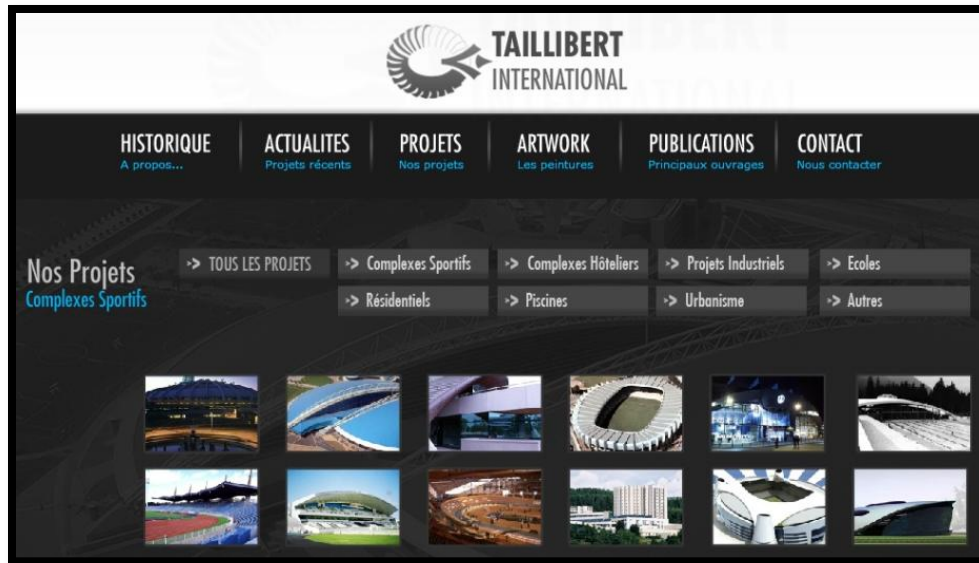 TAILLIBERT
INTERNATIONAL
HISTORIQUE
A propos...
ACTUALITES
Projets récents
PROJETS
Nos projets
ARTWORK
Les peintures
PUBLICATIONS
Principaux ouvrages
CONTACT
Nous contacter
Nos Projets
Complexes Sportifs
·> TOUS LES PROJETS
·> Complexes Sportifs
·> Complexes Hôteliers
·> Projets Industriels
·> Ecoles
·> Résidentiels
·> Piscines
·> Urbanisme
·> Autres